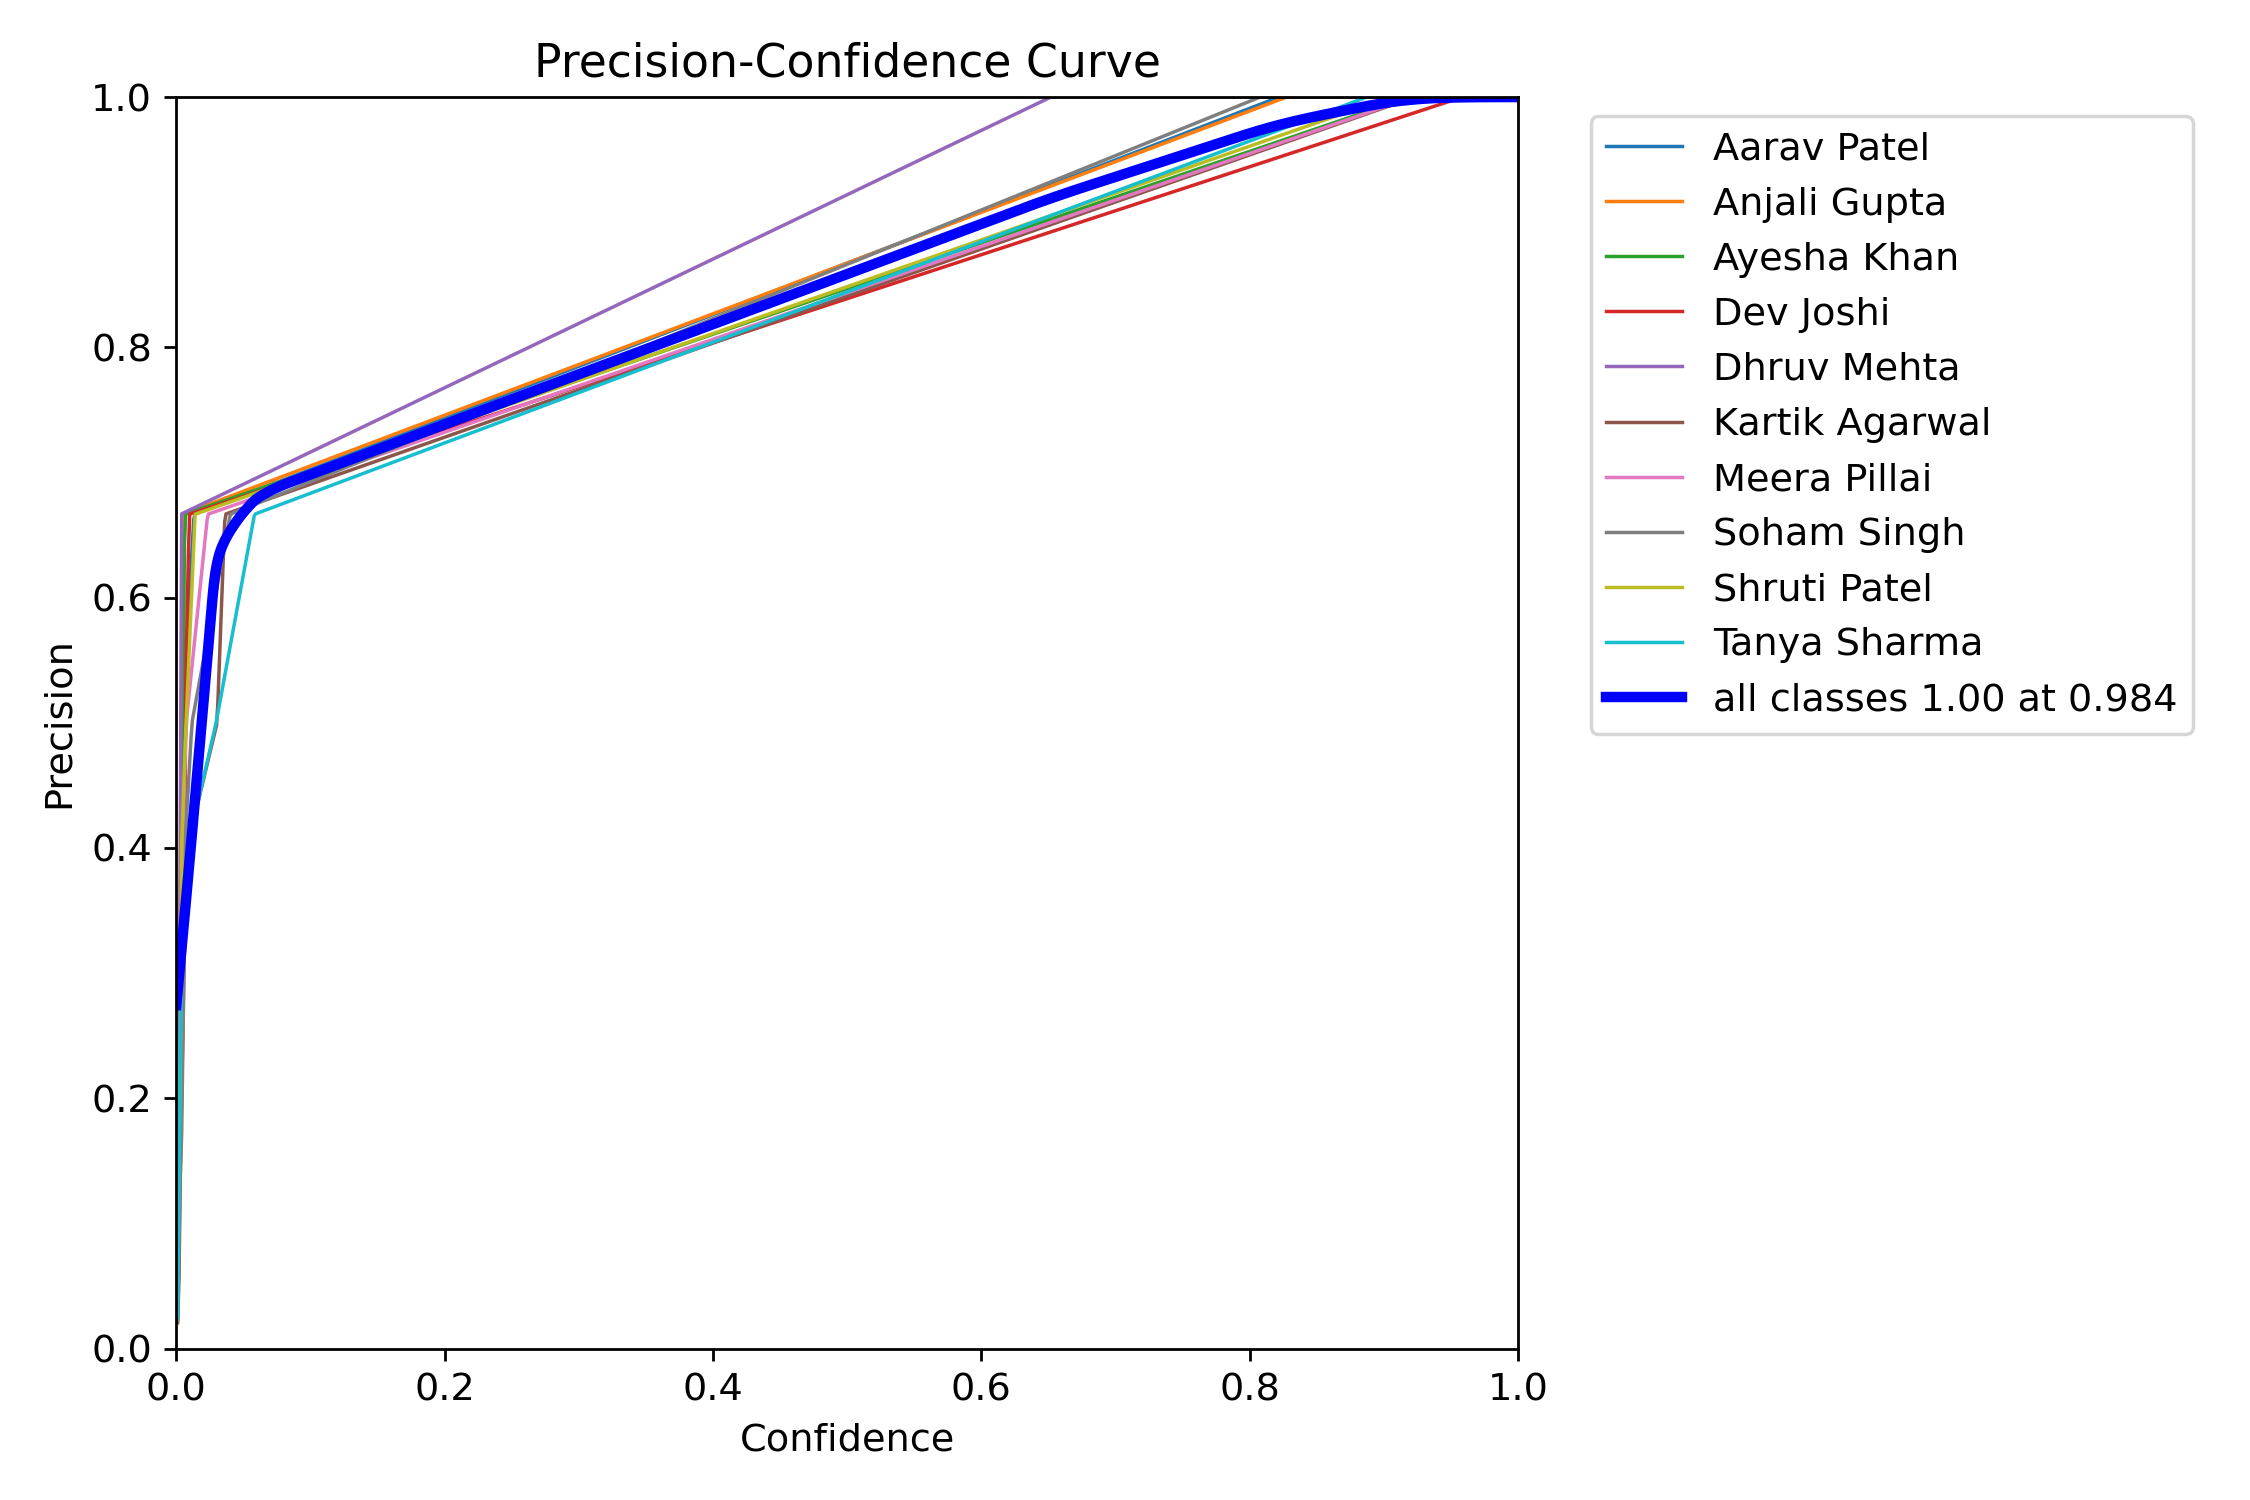 Precision-Confidence Curve
1.0
0.8
0.6
0.4
0.2
0.0
Precision
0.0 0.2 0.4 0.6 0.8 1.0
Confidence
Aarav Patel
Anjali Gupta
Ayesha Khan
Dev Joshi
Dhruv Mehta
Kartik Agarwal
Meera Pillai
Soham Singh
Shruti Patel
Tanya Sharma
all classes 1.00 at 0.984